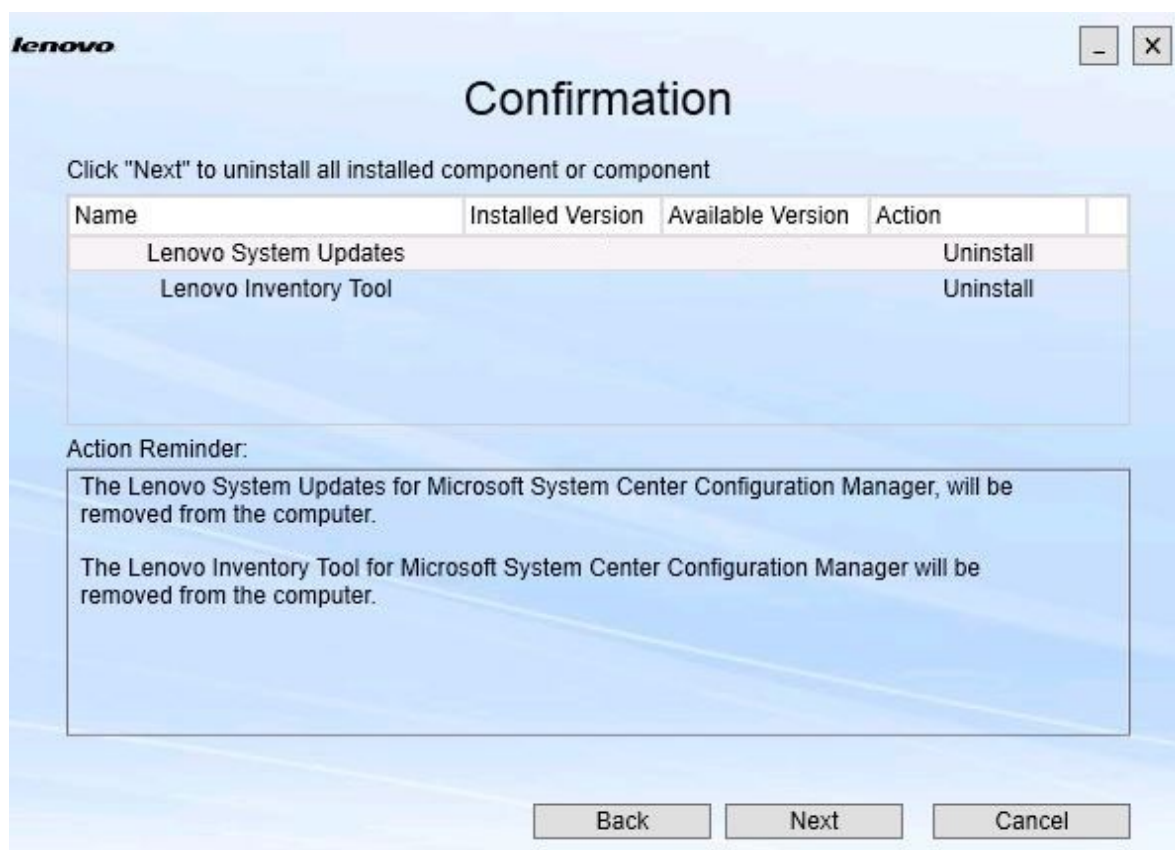 lenovo
Confirmation
Click "Next" to uninstall all installed component or component
Name Installed Version Available Version Action
Lenovo System Updates Uninstall
Lenovo Inventory Tool Uninstall
Action Reminder:
The Lenovo System Updates for Microsoft System Center Configuration Manager, will be
removed from the computer.
The Lenovo Inventory Tool for Microsoft System Center Configuration Manager will be
removed from the computer.
Back Next Cancel